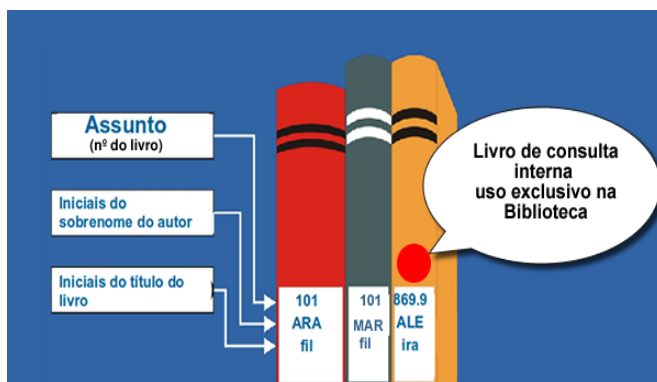 Assunto
(nº do livro)
Iniciais do
sobrenome do autor
Iniciais do título do
livro
101
ARA
fil
101
MAR
fil
869.9
ALE
ira
Livro de consulta
interna
uso exclusivo na
Biblioteca